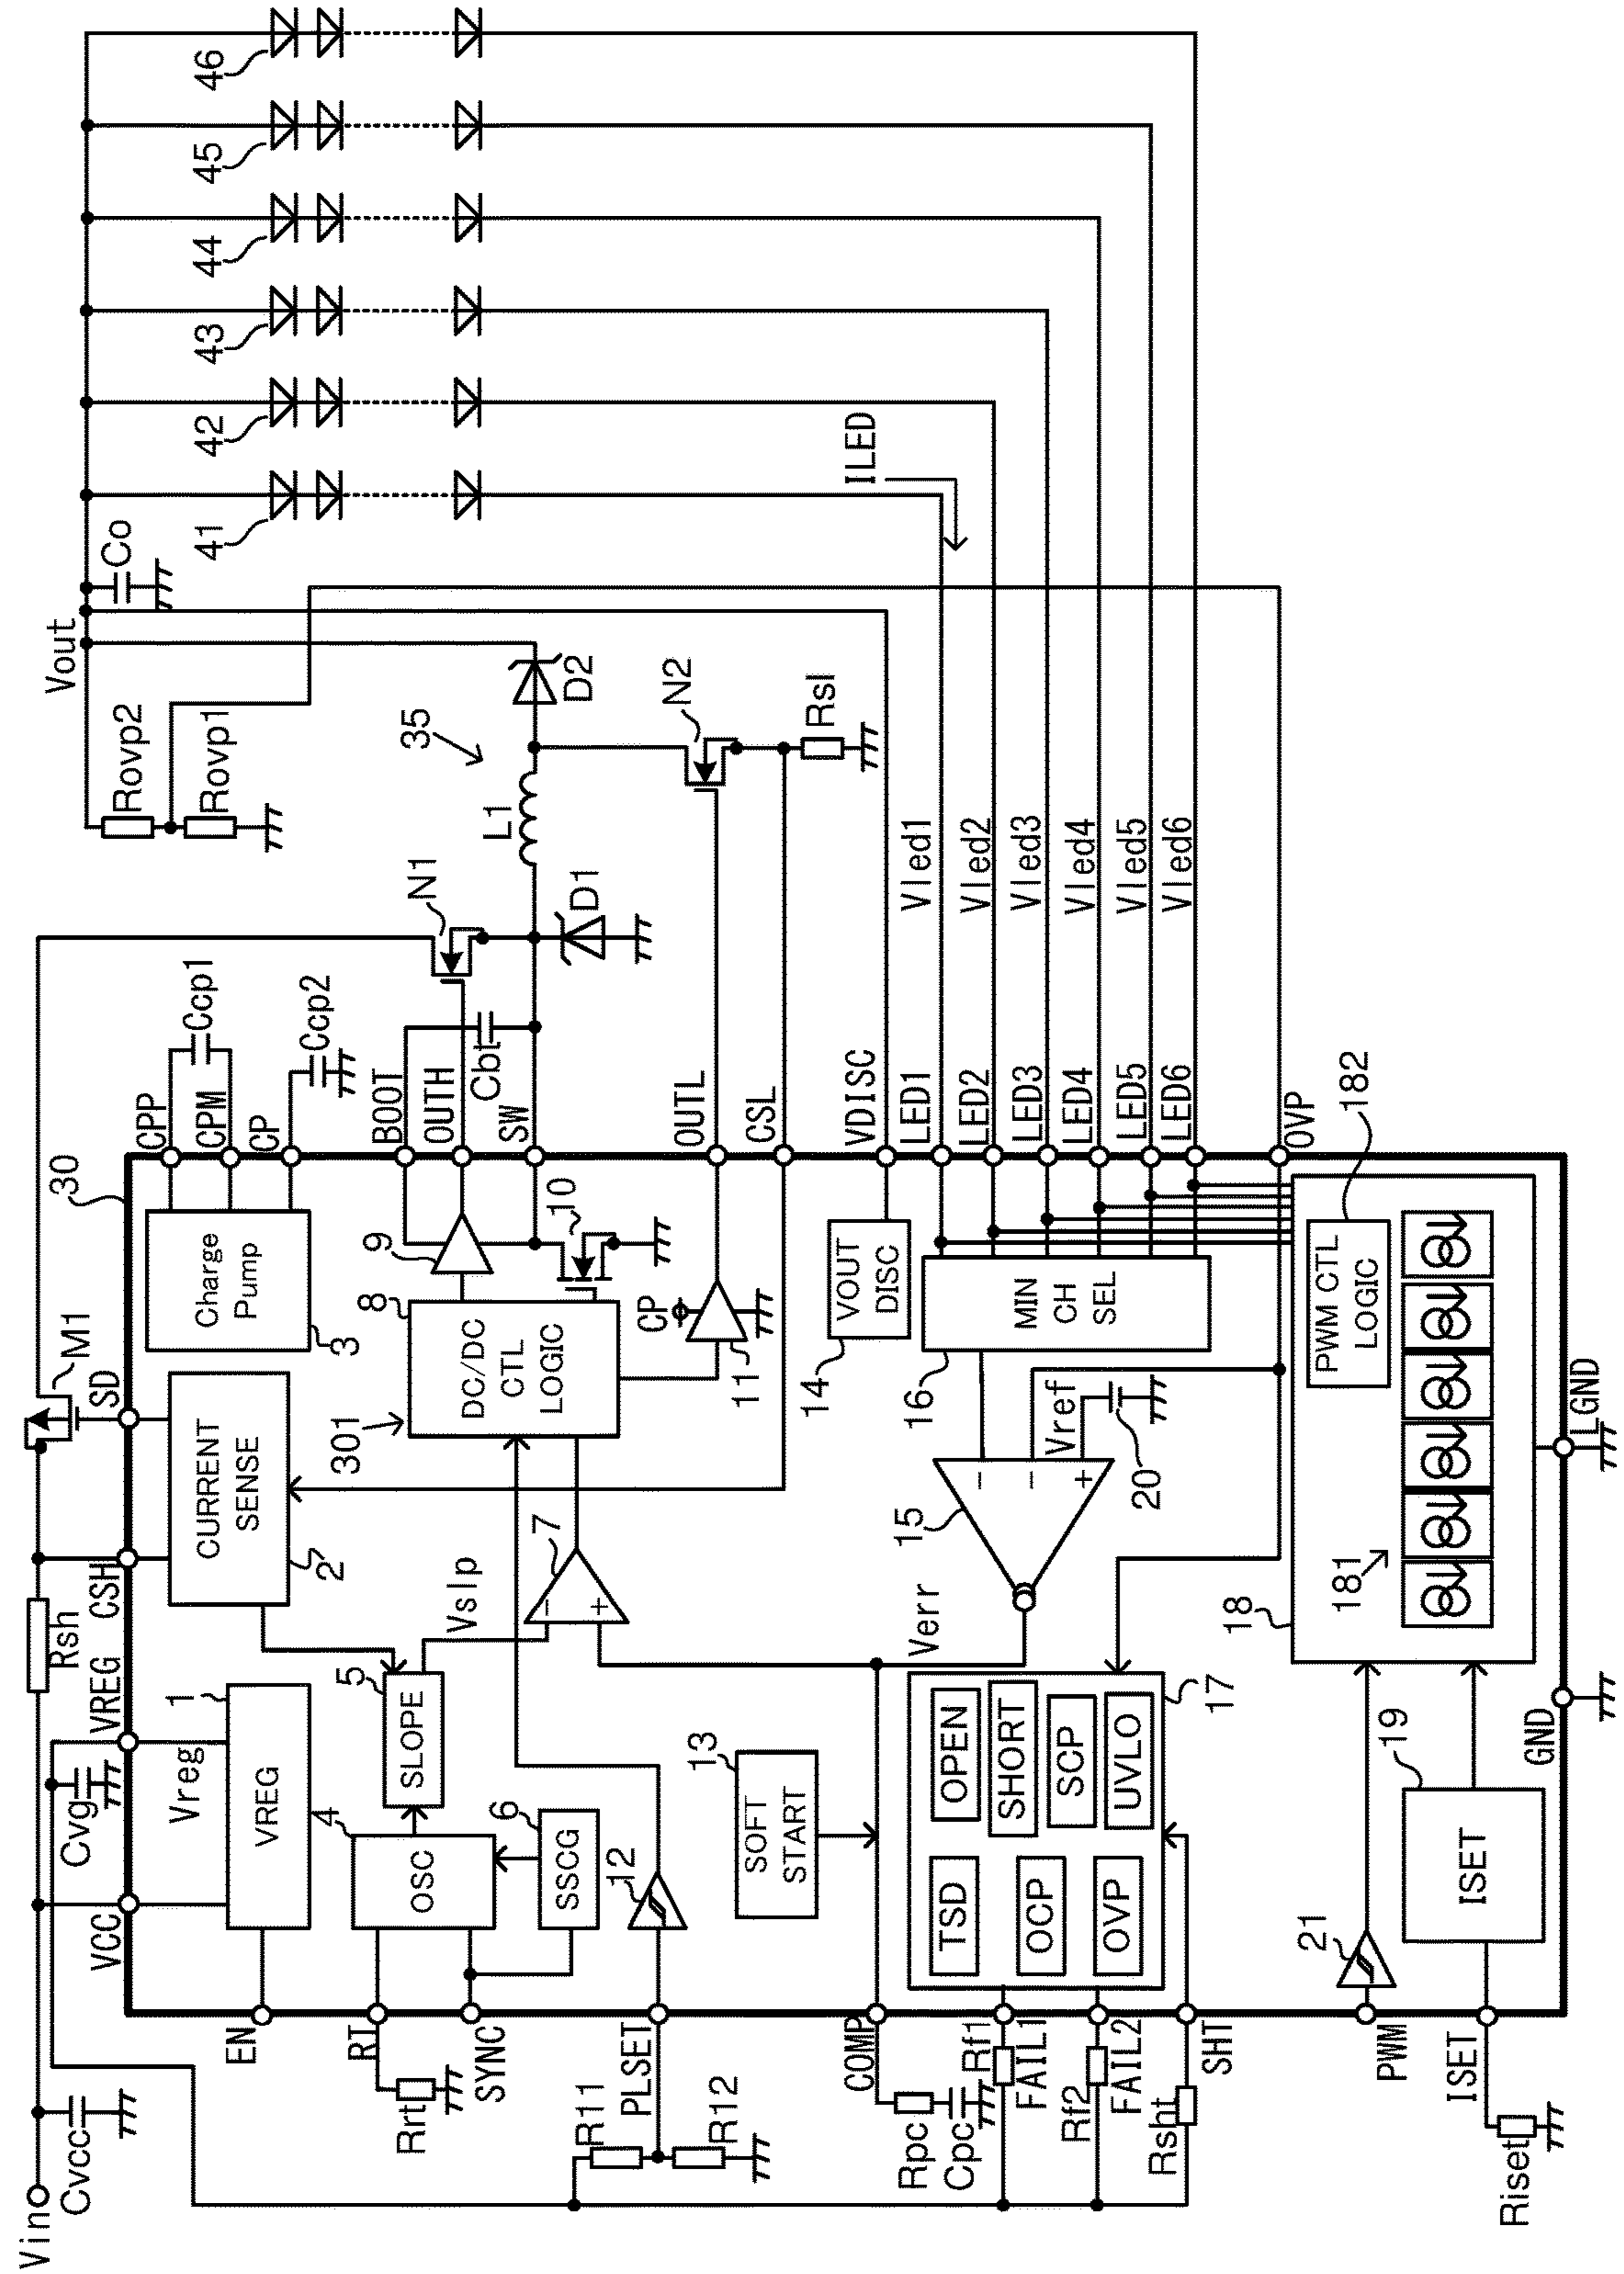 Vin
Cvcc
VCC
Cvg
VREG
Vreg
Rsh
CSH
SD
M1
30
EN
RT
Rrt
SYNC
PLSET
R11
R12
VREG
1
CURRENT
SENSE
2
Charge
Pump
3
CPP
CPM
CP
Ccp1
Ccp2
OSC
4
SLOPE
5
SSCG
6
Vslp
7
-
+
301
DC/DC
CTL
LOGIC
8
9
10
CP
11
12
BOOT
OUTH
SW
Cbt
OUTL
CSL
N1
D1
L1
35
D2
N2
Rsl
Vout
Rovp2
Rovp1
Co
41
42
43
44
45
46
ILED
SOFT
START
13
VOUT
DISC
14
VDISC
LED1
LED2
LED3
LED4
LED5
LED6
OVP
Vled1
Vled2
Vled3
Vled4
Vled5
Vled6
MIN
CH
SEL
16
15
-
-
+
Vref
20
Verr
COMP
Rpc
Cpc
Rf1
FAIL1
Rf2
FAIL2
Rsht
SHT
TSD
OCP
OVP
OPEN
SHORT
SCP
UVLO
17
PWM
21
ISET
Riset
ISET
19
18
181
PWM CTL
LOGIC
182
GND
LGND